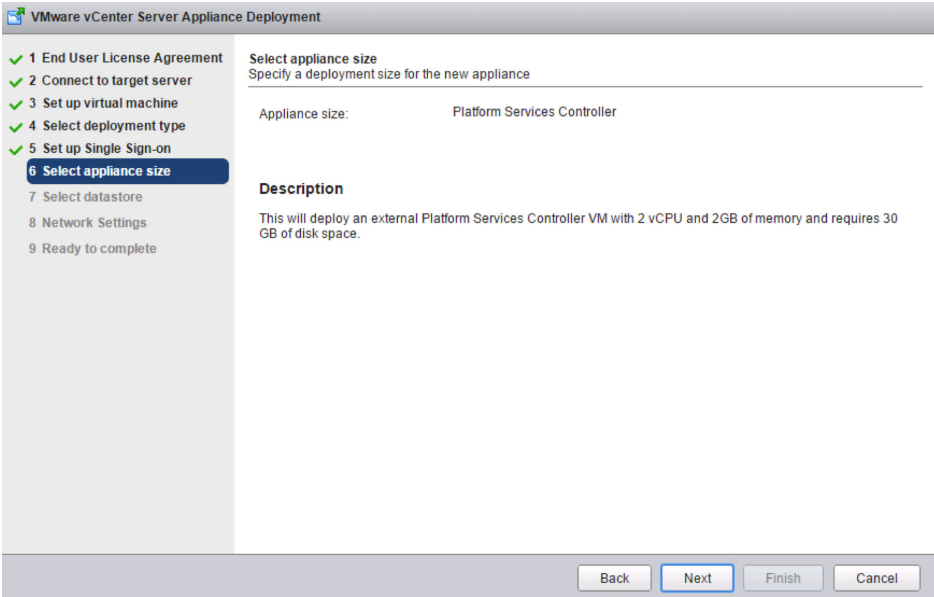 VMware vCenter Server Appliance Deployment
1 End User License Agreement
2 Connect to target server
3 Set up virtual machine
4 Select deployment type
5 Set up Single Sign-on
6 Select appliance size
7 Select datastore
8 Network Settings
9 Ready to complete
Select appliance size
Specify a deployment size for the new appliance
Appliance size: Platform Services Controller
Description
This will deploy an external Platform Services Controller VM with 2 vCPU and 2GB of memory and requires 30
GB of disk space.
Back Next Finish Cancel